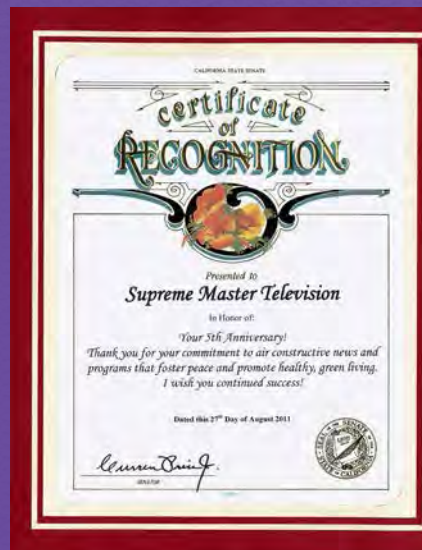 CALIFORNIA STATE SENATE
certificate
of
RECOGNITION
Presented to
Supreme Master Television
In Honor of:
Your 5th Anniversary!
Thank you for your commitment to air constructive news and
programs that foster peace and promote healthy, green living.
I wish you continued success!
Dated this 27th Day of August 2011
SENATOR